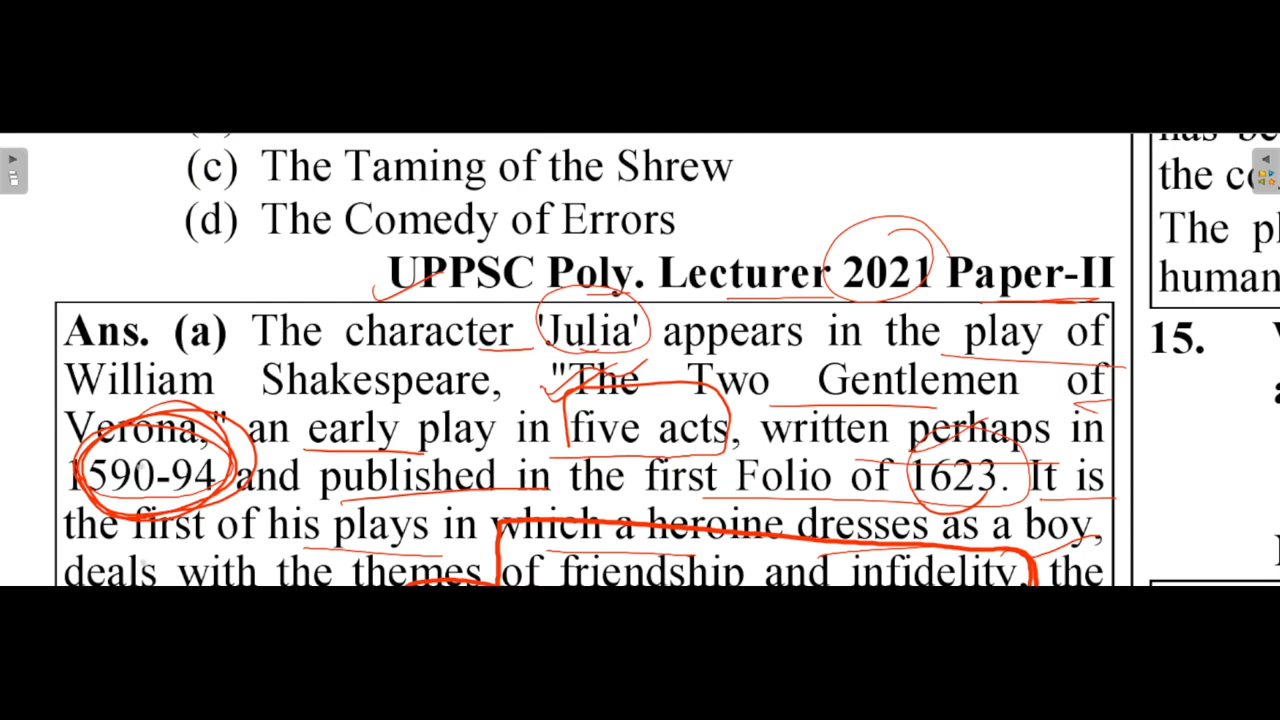 (c) The Taming of the Shrew
(d) The Comedy of Errors
UPPSC Poly. Lecturer 2021 Paper-II
Ans. (a) The character 'Julia' appears in the play of
William Shakespeare, "The Two Gentlemen of
Verona," an early play in five acts, written perhaps in
1590-94 and published in the first Folio of 1623. It is
the first of his plays in which a heroine dresses as a boy,
deals with the themes of friendship and infidelity, the
the
The
human
15.